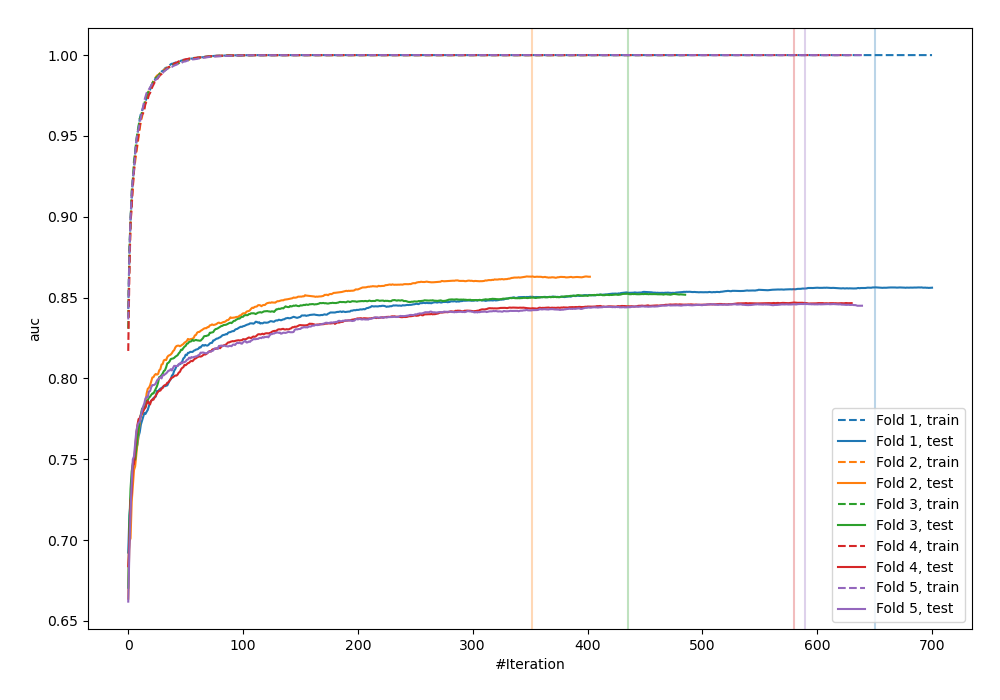 1.00
0.95
0.90
0.85
0.80
0.75
0.70
0.65
auc
0 100 200 300 400 500 600 700
#Iteration
Fold 1, train
Fold 1, test
Fold 2, train
Fold 2, test
Fold 3, train
Fold 3, test
Fold 4, train
Fold 4, test
Fold 5, train
Fold 5, test